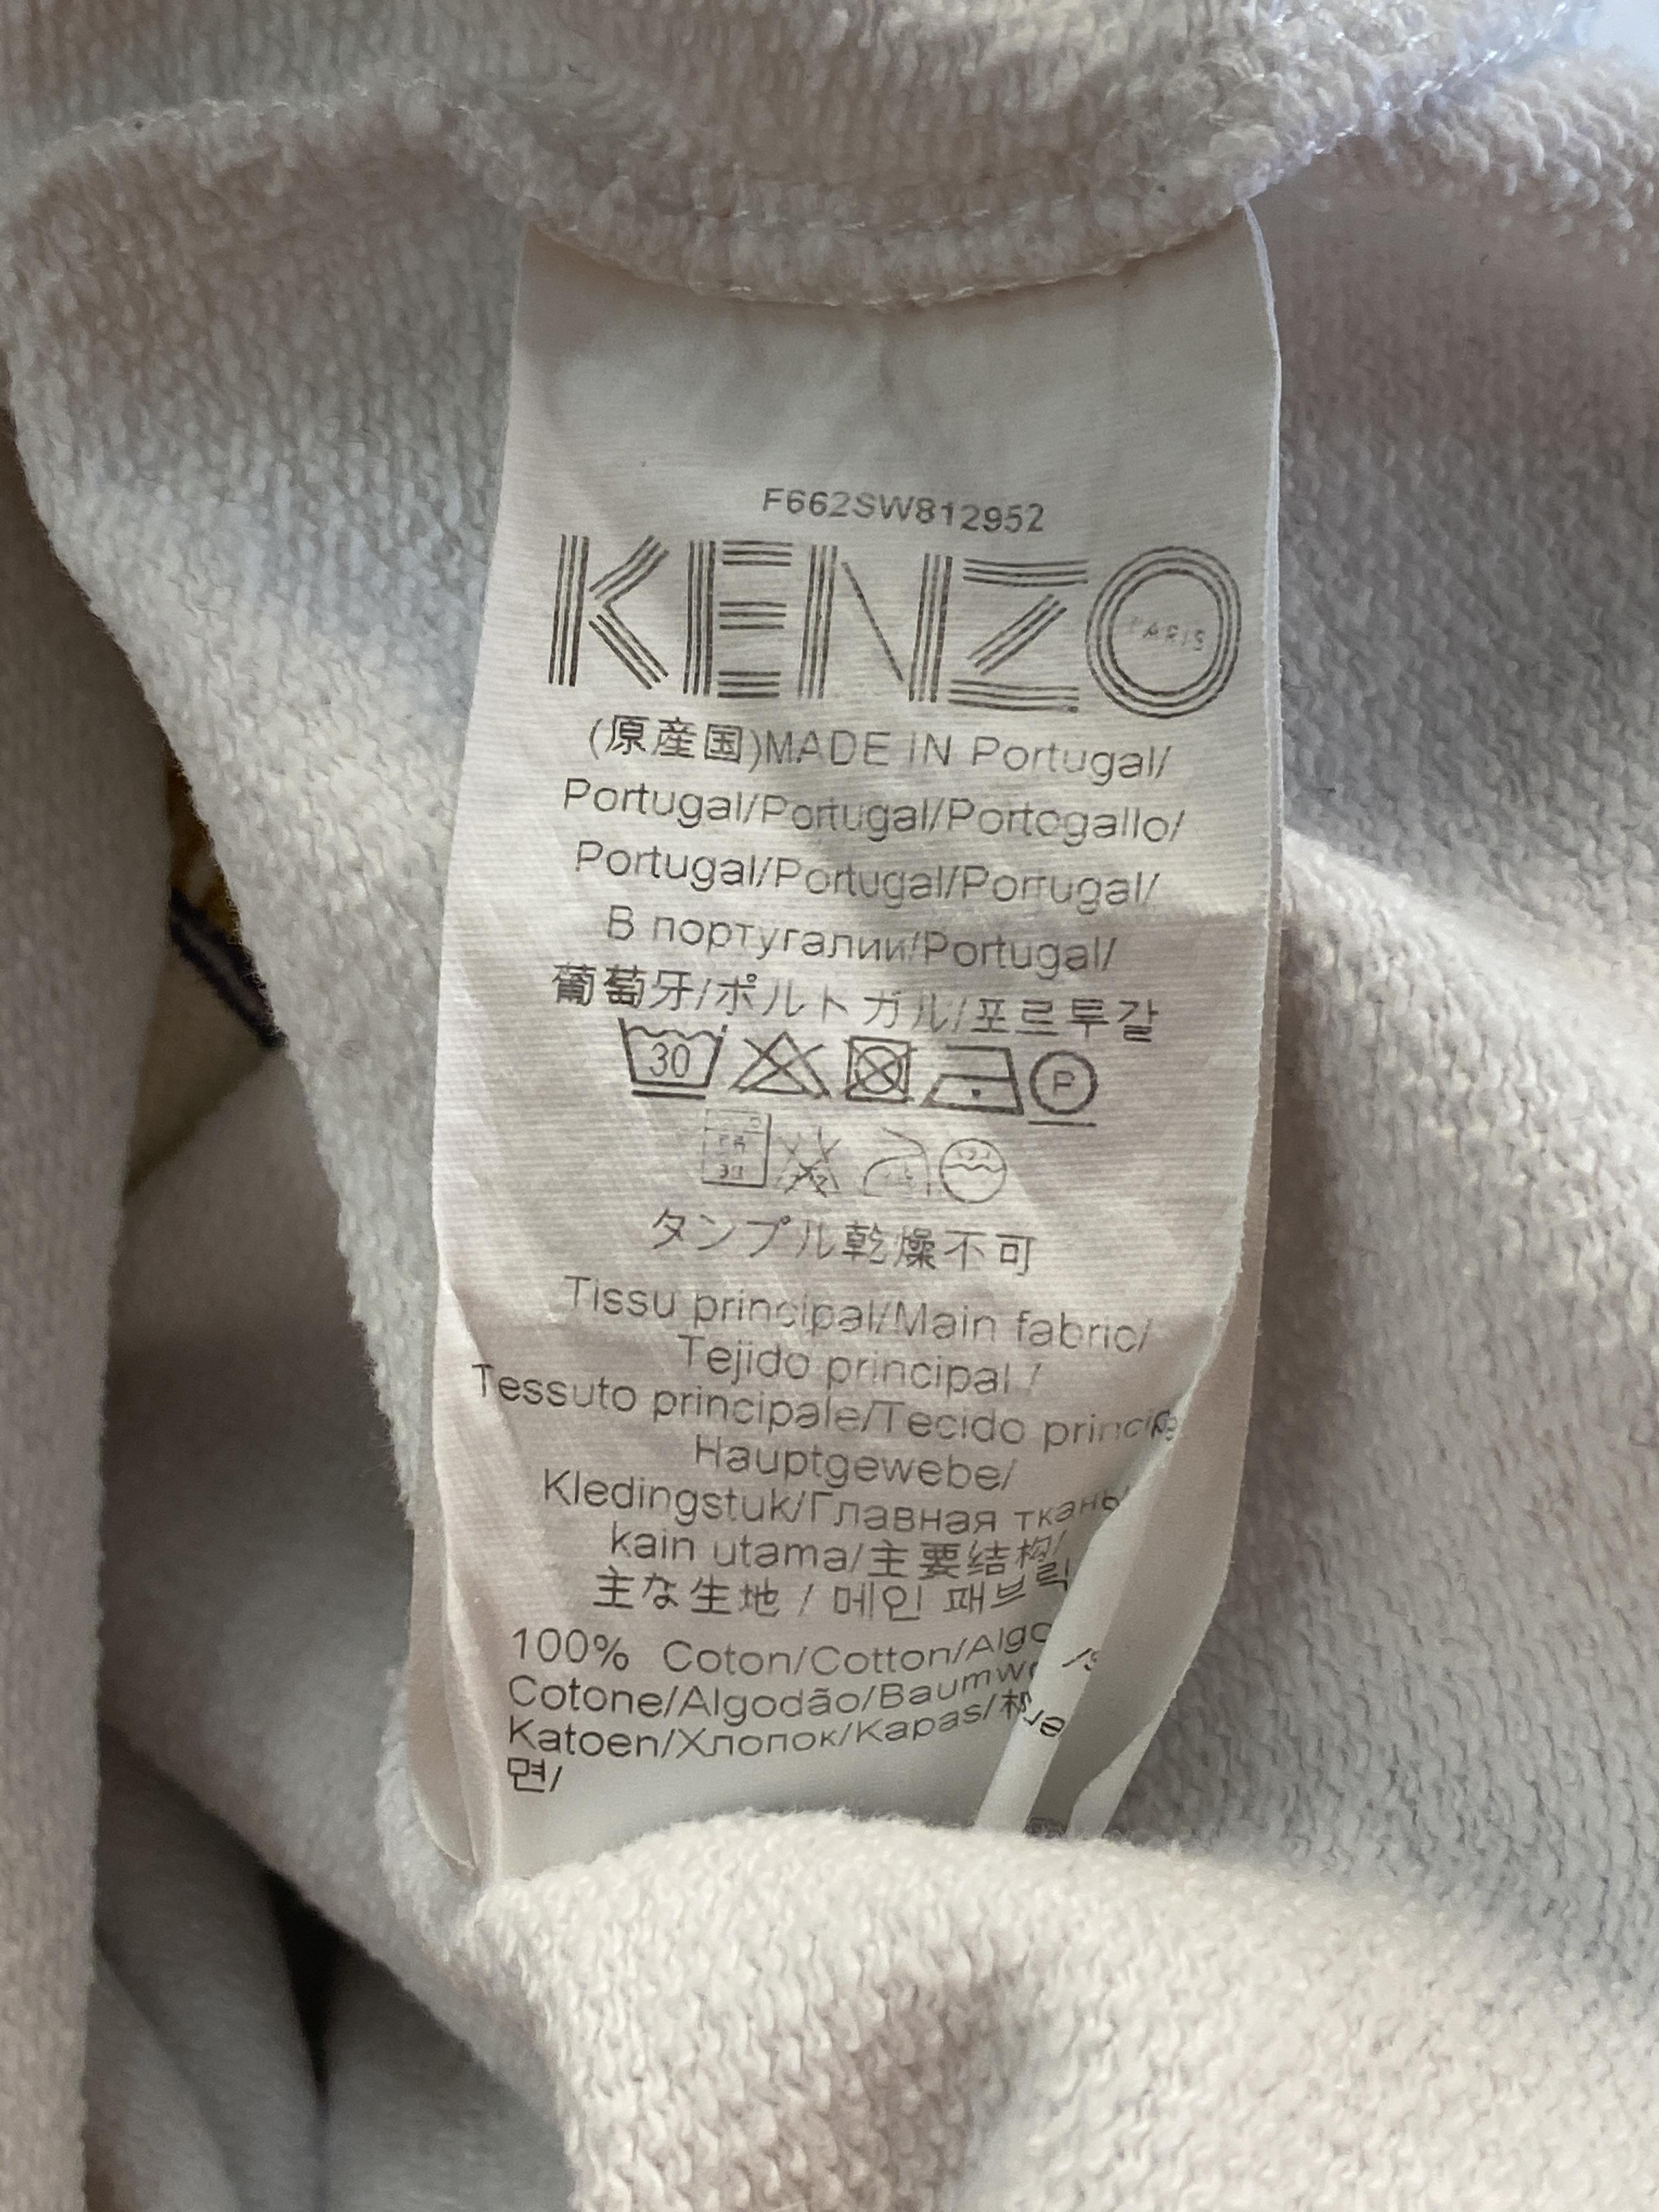 F662SW812952
KENZO
PARIS
(原産国)MADE IN Portugal/
Portugal/Portugal/Portogallo/
Portugal/Portugal/Portugal/
В португалии/Portugal/
葡萄牙/ポルトガル/포르투갈
30 P
タンブル乾燥不可
Tissu principal/Main fabric/
Tejido principal /
Tessuto principale/Tecido
Hauptgewebe/
Kledingstuk/Главная ткань
kain utama/主要结构/
主な生地 / 메인 패브릭
100% Coton/Cotton/
Cotone/Algodão/
Katoen/Хлопок/Kapas/
면/